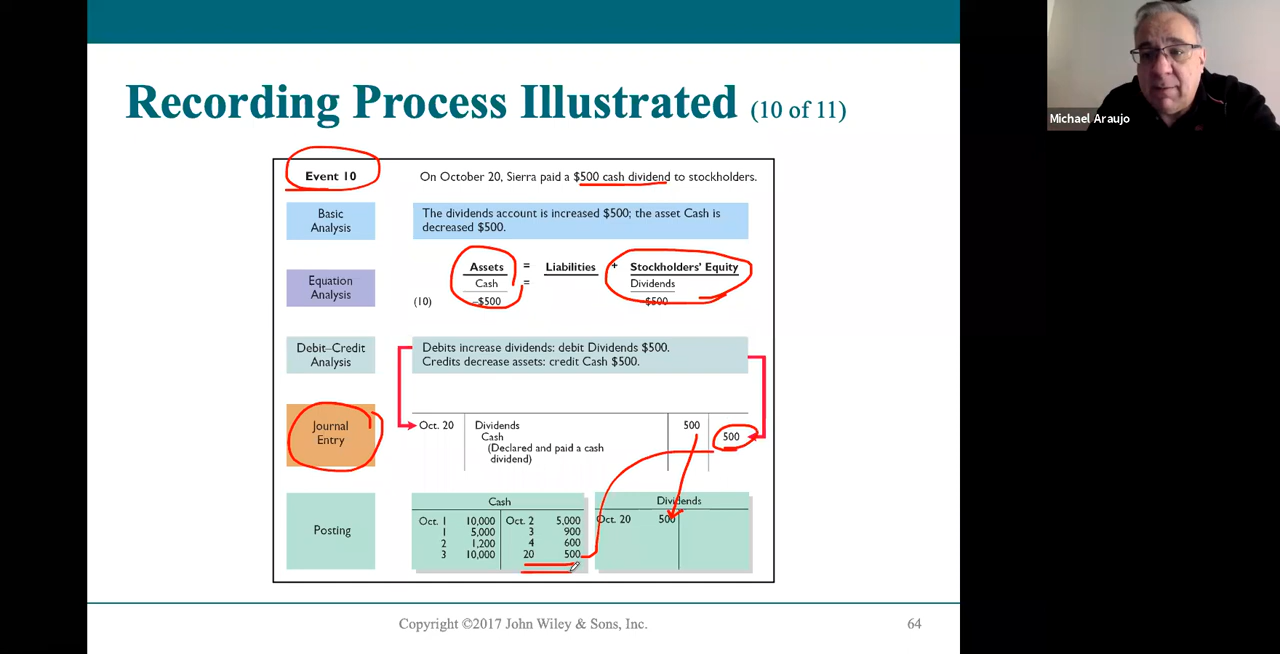 Recording Process Illustrated (10 of 11)
Michael Araujo
Event 10
On October 20, Sierra paid a $500 cash dividend to stockholders.
Basic
Analysis
The dividends account is increased $500; the asset Cash is
decreased $500.
Equation
Analysis
Assets = Liabilities + Stockholders' Equity
Cash = Dividends
(10) –$500 –$500
Debit–Credit
Analysis
Debits increase dividends: debit Dividends $500.
Credits decrease assets: credit Cash $500.
Journal
Entry
Oct. 20 Dividends 500
Cash 500
(Declared and paid a cash
dividend)
Posting
Cash
Oct. 1 10,000 Oct. 2 5,000
1 5,000 3 900
2 1,200 4 600
3 10,000 20 500
Dividends
Oct. 20 500
Copyright ©2017 John Wiley & Sons, Inc.
64